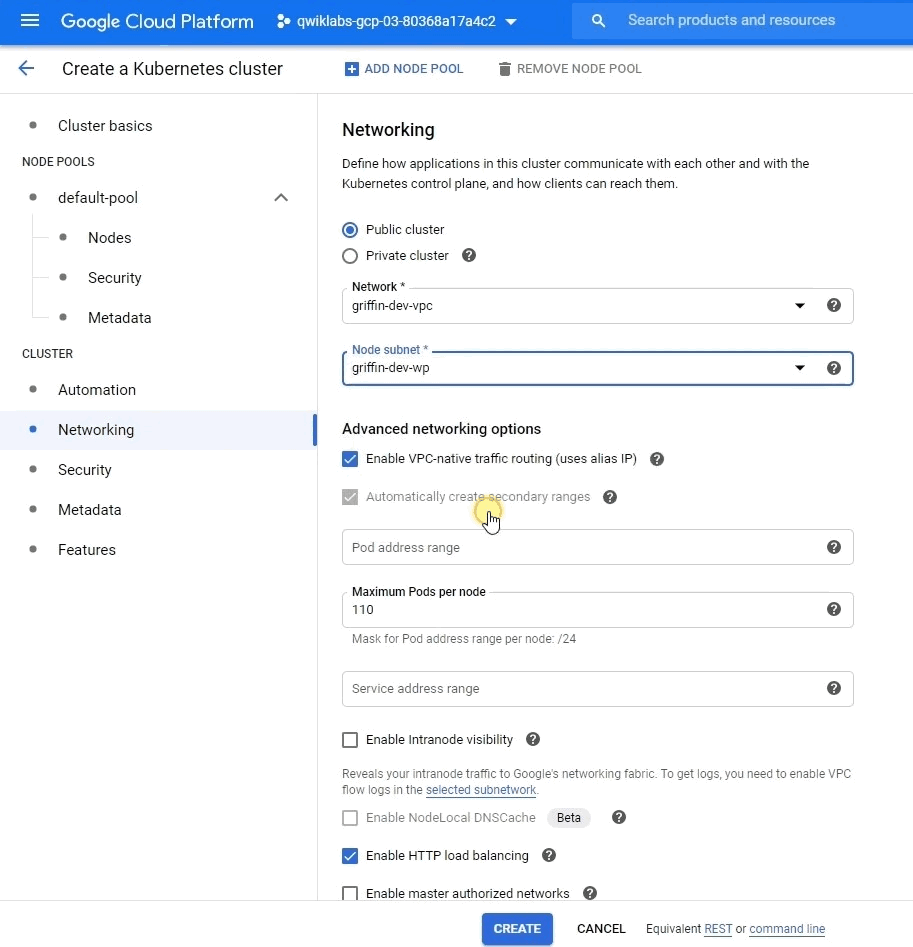 Google Cloud Platform
qwiklabs-gcp-03-80368a17a4c2
Search products and resources
Create a Kubernetes cluster
ADD NODE POOL
REMOVE NODE POOL
Cluster basics
NODE POOLS
default-pool
Nodes
Security
Metadata
CLUSTER
Automation
Networking
Security
Metadata
Features
Networking
Define how applications in this cluster communicate with each other and with the
Kubernetes control plane, and how clients can reach them.
Public cluster
Private cluster
Network *
griffin-dev-vpc
Node subnet *
griffin-dev-wp
Advanced networking options
Enable VPC-native traffic routing (uses alias IP)
Automatically create secondary ranges
Pod address range
Maximum Pods per node
110
Mask for Pod address range per node: /24
Service address range
Enable Intranode visibility
Reveals your intranode traffic to Google's networking fabric. To get logs, you need to enable VPC
flow logs in the selected subnetwork.
Enable NodeLocal DNSCache Beta
Enable HTTP load balancing
Enable master authorized networks
CREATE
CANCEL
Equivalent REST or command line